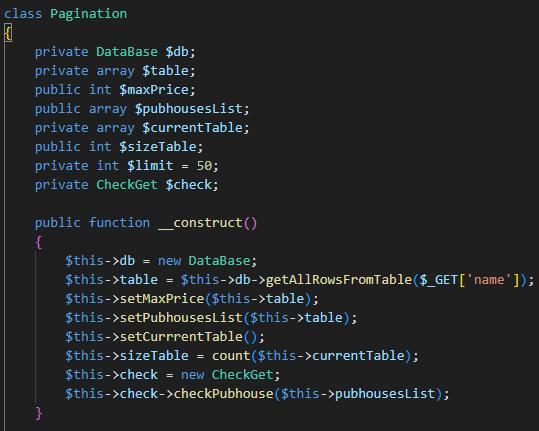 class Pagination
{
    private DataBase $db;
    private array $table;
    public int $maxPrice;
    public array $pubhousesList;
    private array $currentTable;
    public int $sizeTable;
    private int $limit = 50;
    private CheckGet $check;

    public function __construct()
    {
        $this->db = new DataBase;
        $this->table = $this->db->getAllRowsFromTable($_GET['name']);
        $this->setMaxPrice($this->table);
        $this->setPubhousesList($this->table);
        $this->setCurrrentTable();
        $this->sizeTable = count($this->currentTable);
        $this->check = new CheckGet;
        $this->check->checkPubhouse($this->pubhousesList);
    }